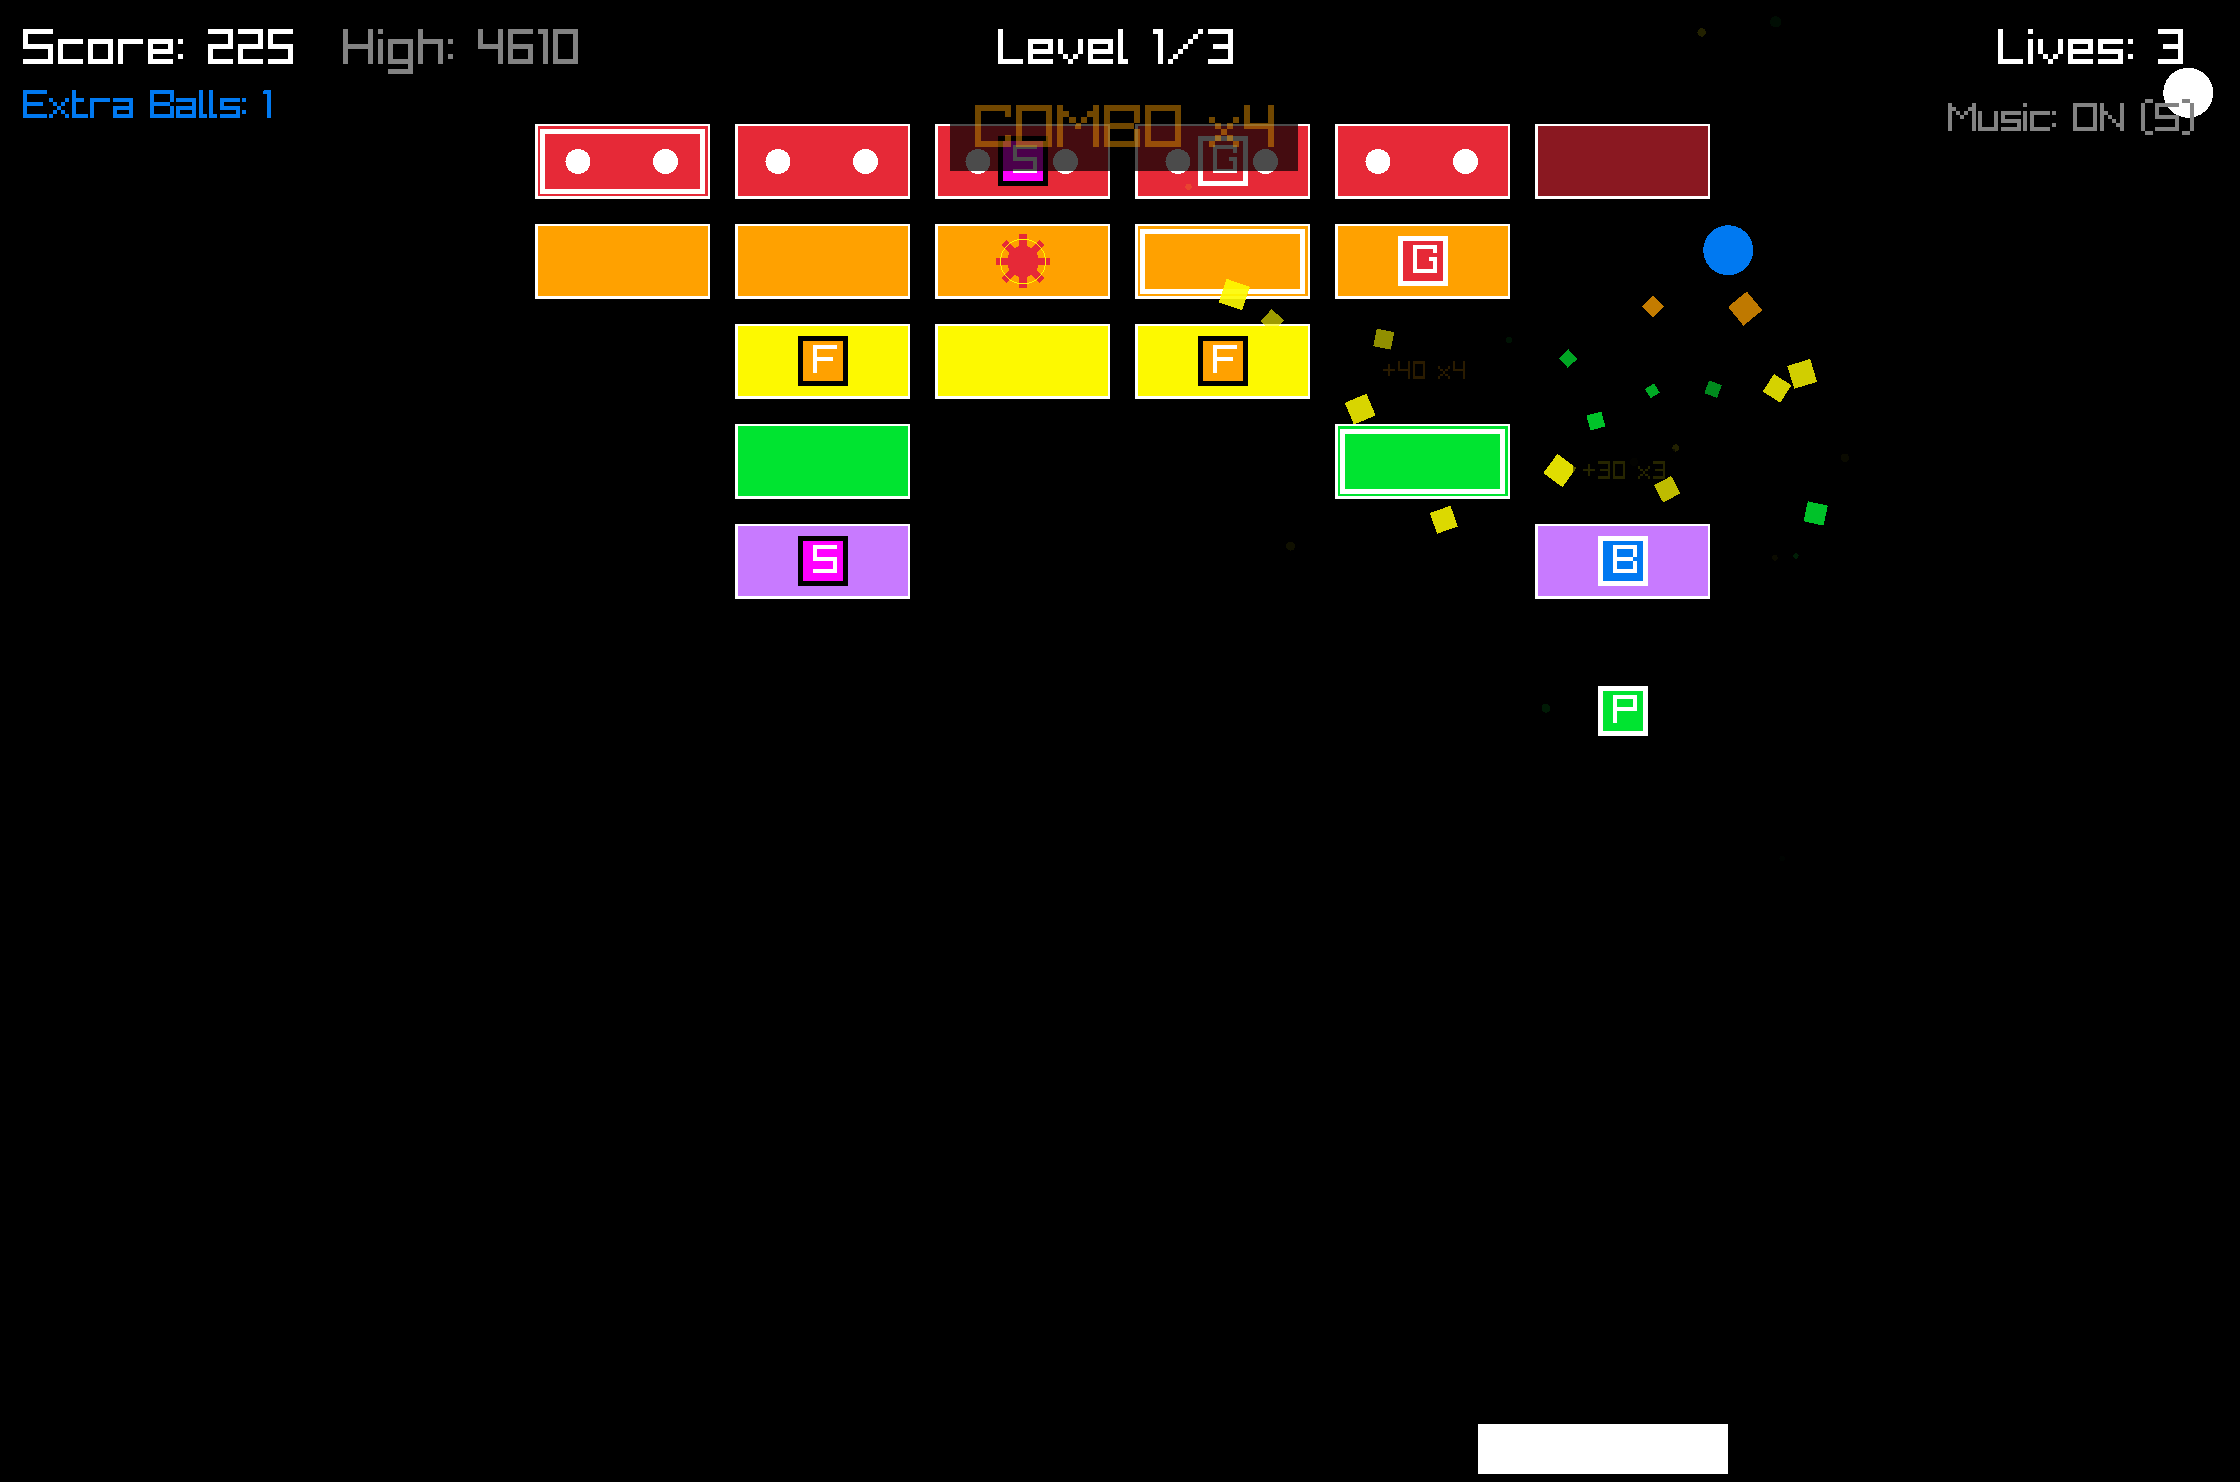 Score: 225 High: 4610
Level 1/3
Lives: 3
Extra Balls: 1
Music: ON (S)
COMBO x4
S
G
G
F
F
+40 x4
+30 x3
S
B
P